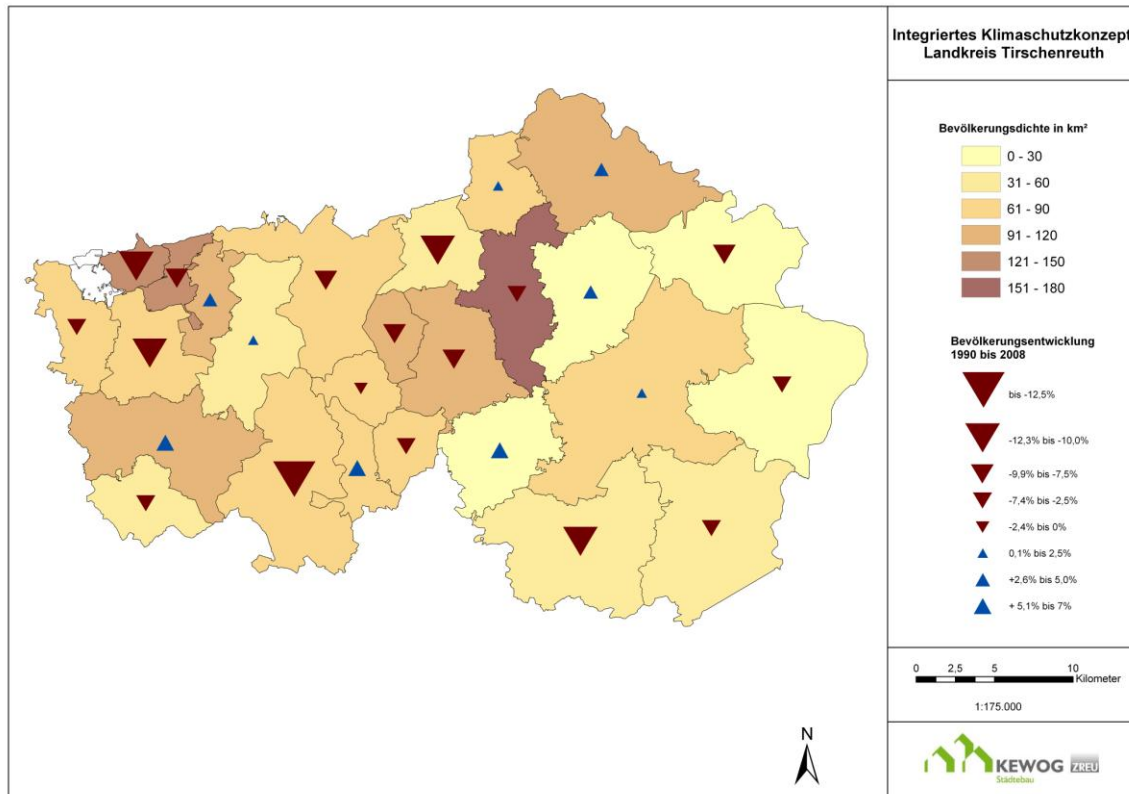 Integriertes Klimaschutzkonzept
Landkreis Tirschenreuth
Bevölkerungsdichte in km²
0 - 30
31 - 60
61 - 90
91 - 120
121 - 150
151 - 180
Bevölkerungsentwicklung
1990 bis 2008
bis -12,5%
-12,3% bis -10,0%
-9,9% bis -7,5%
-7,4% bis -2,5%
-2,4% bis 0%
0,1% bis 2,5%
+2,6% bis 5,0%
+ 5,1% bis 7%
0 2,5 5 10
Kilometer
1:175.000
N
KEWOG ZREU
Städtebau